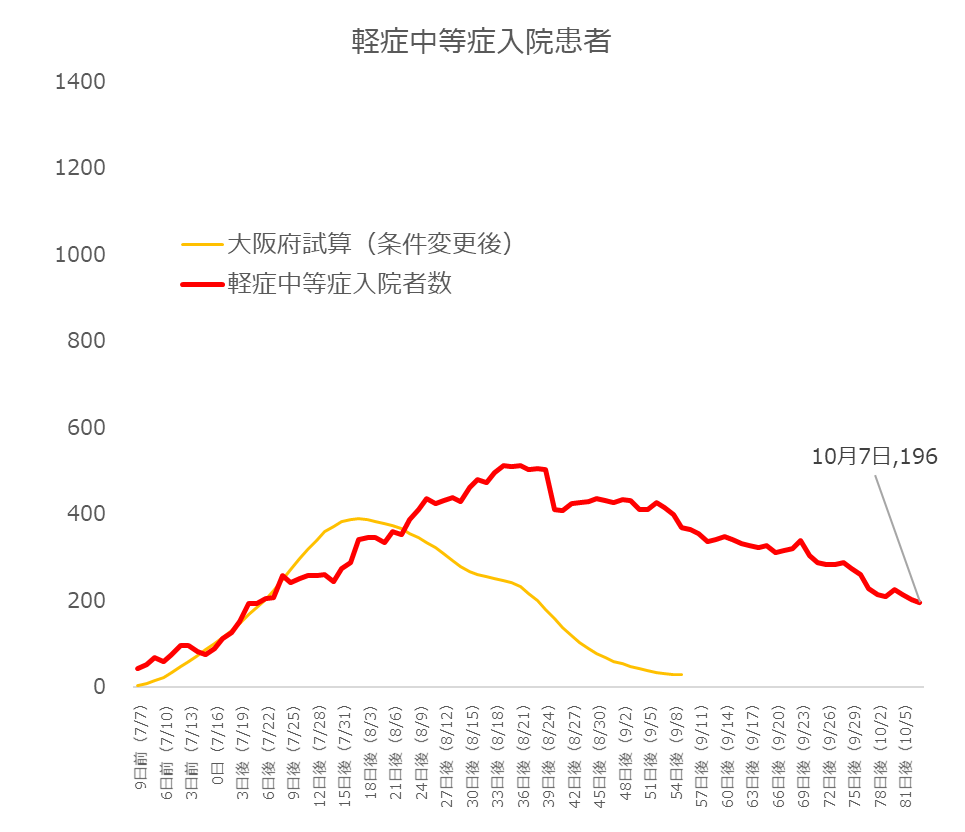 軽症中等症入院患者
1400
1200
1000
800
600
400
200
0
大阪府試算（条件変更後）
軽症中等症入院者数
10月7日,196
9日前（7/7）
6日前（7/10）
3日前（7/13）
0日（7/16）
3日後（7/19）
6日後（7/22）
9日後（7/25）
12日後（7/28）
15日後（7/31）
18日後（8/3）
21日後（8/6）
24日後（8/9）
27日後（8/12）
30日後（8/15）
33日後（8/18）
36日後（8/21）
39日後（8/24）
42日後（8/27）
45日後（8/30）
48日後（9/2）
51日後（9/5）
54日後（9/8）
57日後（9/11）
60日後（9/14）
63日後（9/17）
66日後（9/20）
69日後（9/23）
72日後（9/26）
75日後（9/29）
78日後（10/2）
81日後（10/5）